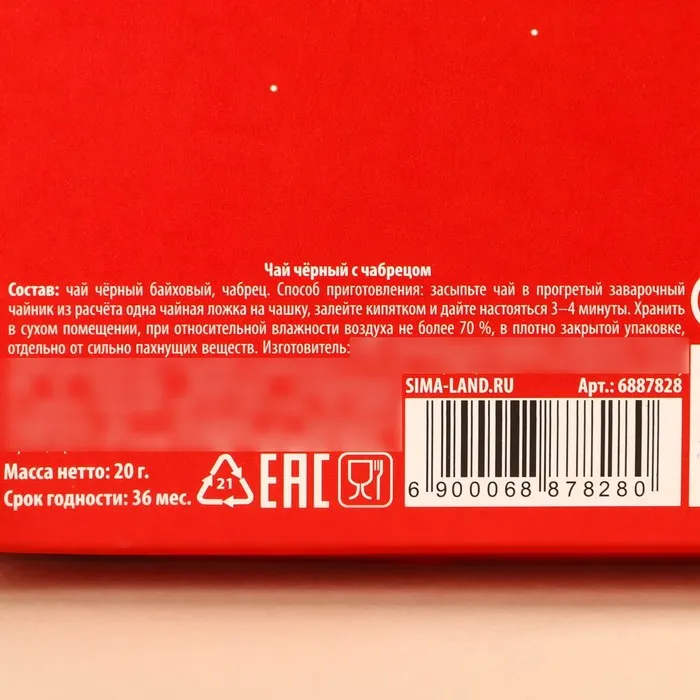 Чай чёрный с чабрецом
Состав: чай чёрный байховый, чабрец. Способ приготовления: засыпьте чай в прогретый заварочный
чайник из расчёта одна чайная ложка на чашку, залейте кипятком и дайте настояться 3–4 минуты. Хранить
в сухом помещении, при относительной влажности воздуха не более 70 %, в плотно закрытой упаковке,
отдельно от сильно пахнущих веществ. Изготовитель:
SIMA-LAND.RU Арт.: 6887828
6 900068 878280
Масса нетто: 20 г.
Срок годности: 36 мес.
21
EAC